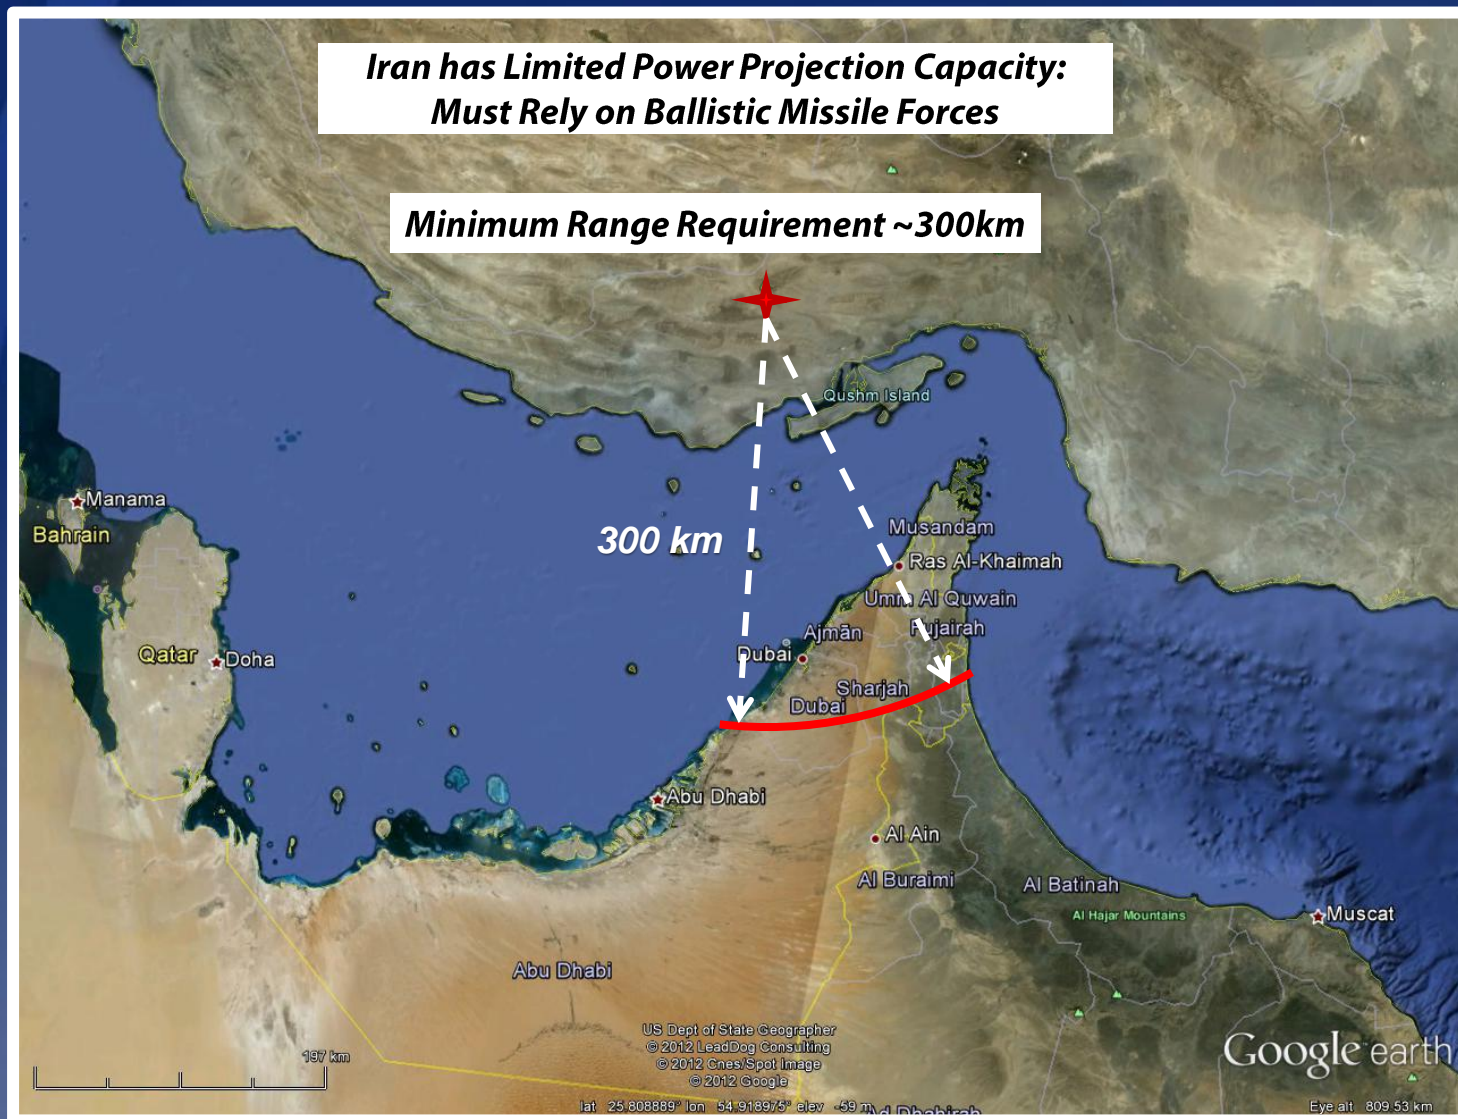 Iran has Limited Power Projection Capacity:
Must Rely on Ballistic Missile Forces
Minimum Range Requirement ~300km
Qushm Island
Manama
Bahrain
300 km
Musandam
Ras Al-Khaimah
Umm Al Quwain
Fujairah
Ajmān
Qatar
Doha
Dubai
Sharjah
Dubai
Abu Dhabi
Al Ain
Al Buraimi
Al Batinah
Al Hajar Mountains
Muscat
Abu Dhabi
US Dept of State Geographer
© 2012 LeadDog Consulting
© 2012 Cnes/Spot Image
© 2012 Google
Google earth
197 km
lat 25.808889° lon 54.918975° elev -59 m
Ad Dhahirah
Eye alt 809.53 km